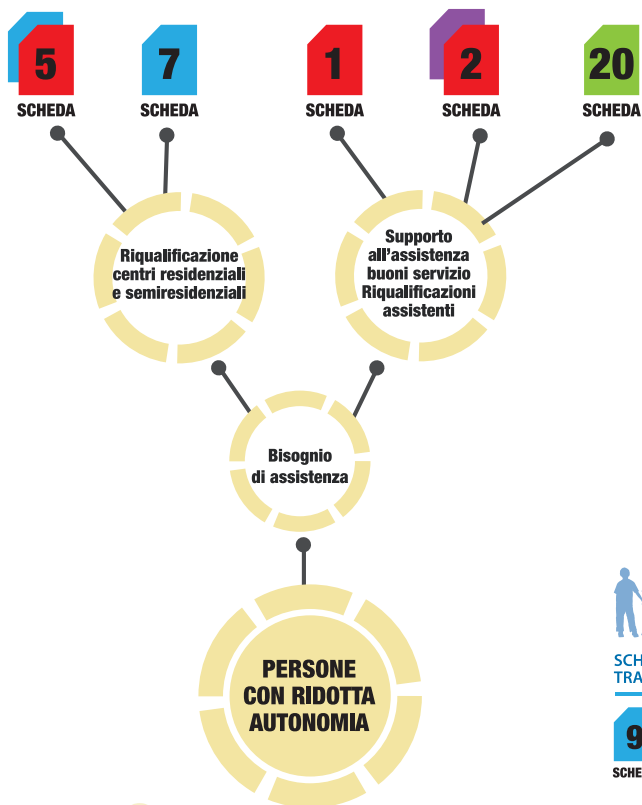 5
SCHEDA
7
SCHEDA
1
SCHEDA
2
SCHEDA
20
SCHEDA
Riqualificazione
centri residenziali
e semiresidenziali
Supporto
all'assistenza
buoni servizio
Riqualificazioni
assistenti
Bisognio
di assistenza
PERSONE
CON RIDOTTA
AUTONOMIA